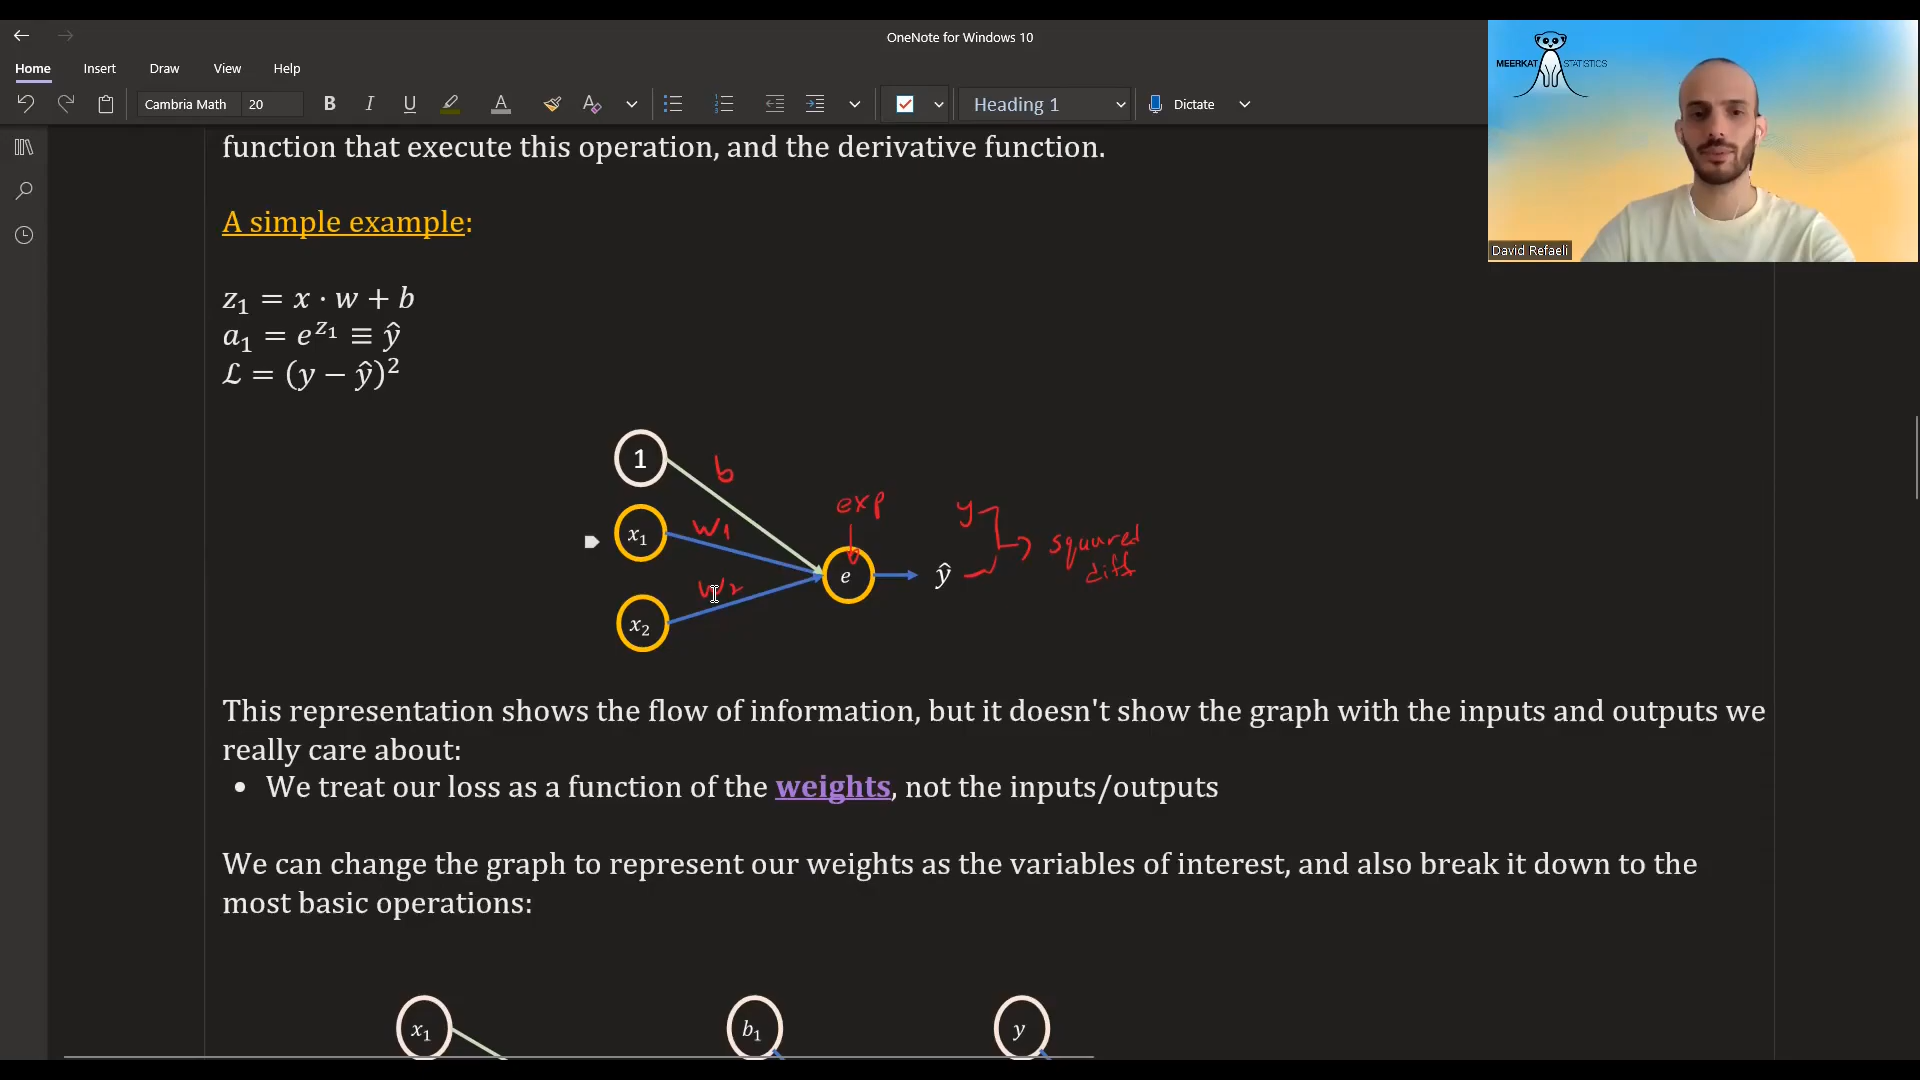 OneNote for Windows 10
Home Insert Draw View Help
Cambria Math 20 B I U A A Heading 1 Dictate
MEERKAT STATISTICS
David Refaeli
function that execute this operation, and the derivative function.
A simple example:
z₁ = x · w + b
a₁ = e^z₁ ≡ ŷ
ℒ = (y − ŷ)²
1 b
exp
x₁ w₁ y squared
diff
e ŷ
w₂
x₂
This representation shows the flow of information, but it doesn't show the graph with the inputs and outputs we
really care about:
• We treat our loss as a function of the weights, not the inputs/outputs
We can change the graph to represent our weights as the variables of interest, and also break it down to the
most basic operations:
x₁ b₁ y